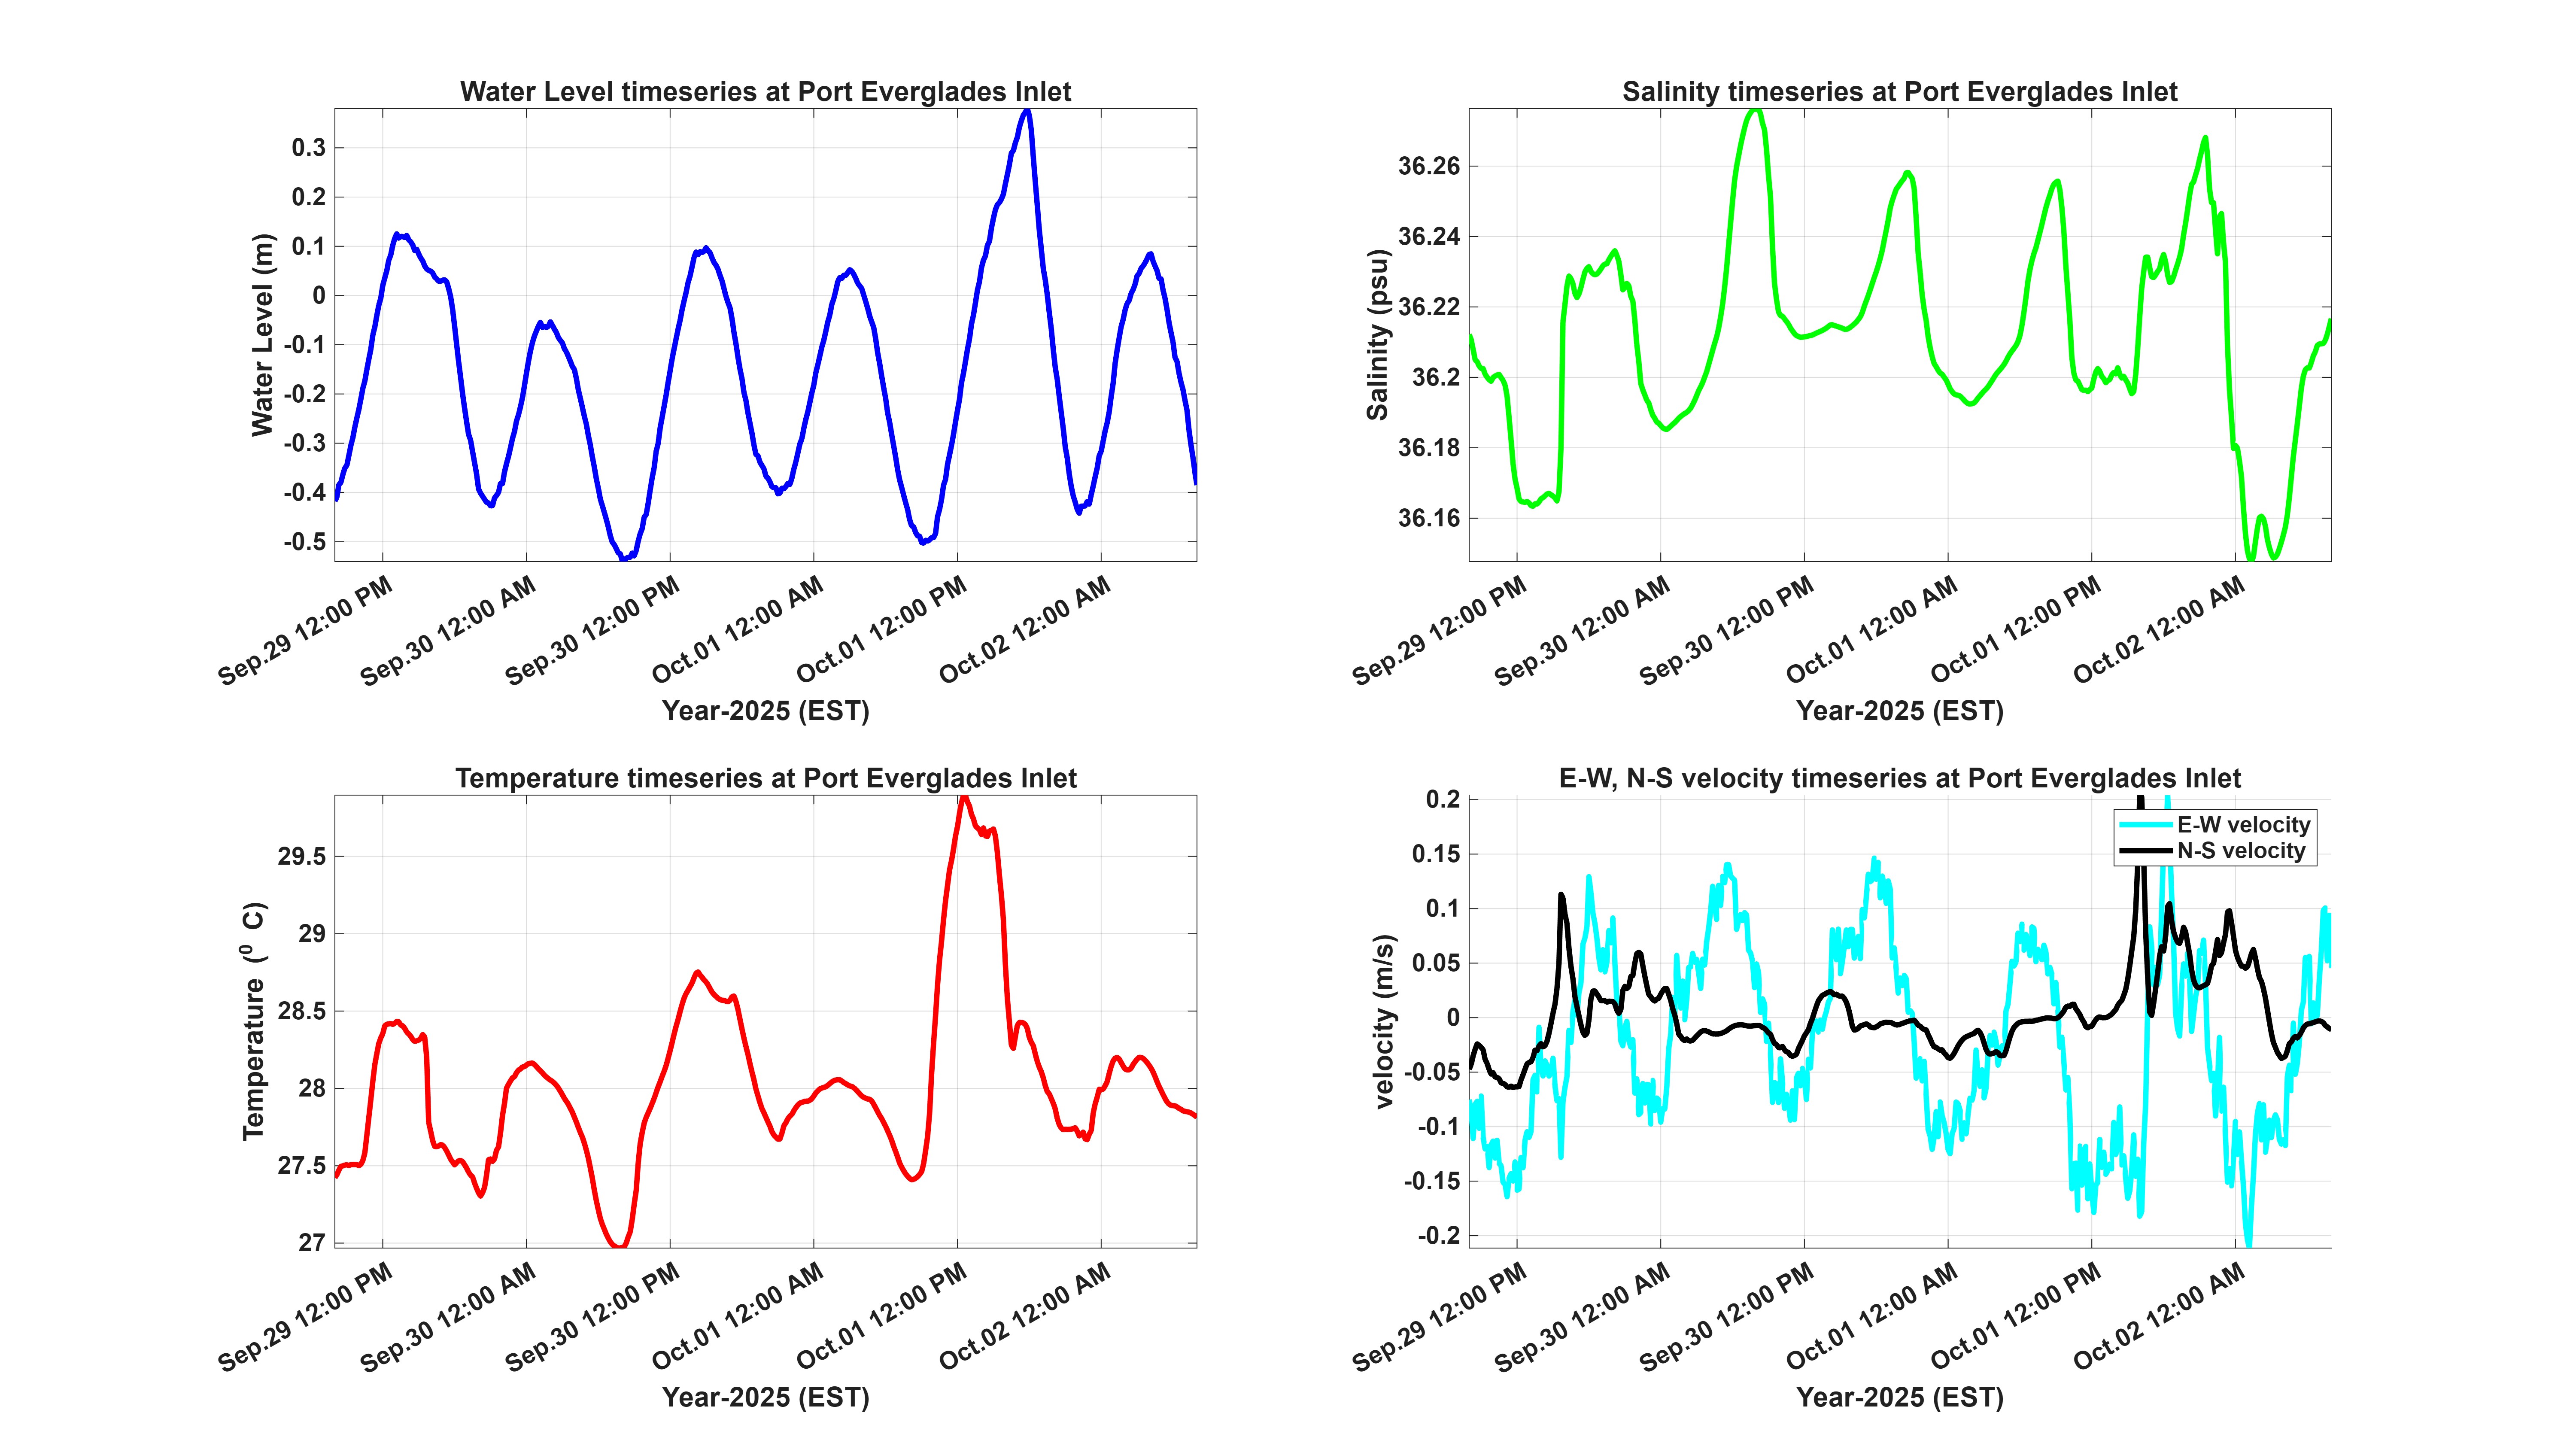 Water Level timeseries at Port Everglades Inlet
Water Level (m)
0.3
0.2
0.1
0
-0.1
-0.2
-0.3
-0.4
-0.5
Sep.29 12:00 PM
Sep.30 12:00 AM
Sep.30 12:00 PM
Oct.01 12:00 AM
Oct.01 12:00 PM
Oct.02 12:00 AM
Year-2025 (EST)
Salinity timeseries at Port Everglades Inlet
Salinity (psu)
36.26
36.24
36.22
36.2
36.18
36.16
Sep.29 12:00 PM
Sep.30 12:00 AM
Sep.30 12:00 PM
Oct.01 12:00 AM
Oct.01 12:00 PM
Oct.02 12:00 AM
Year-2025 (EST)
Temperature timeseries at Port Everglades Inlet
Temperature (⁰ C)
29.5
29
28.5
28
27.5
27
Sep.29 12:00 PM
Sep.30 12:00 AM
Sep.30 12:00 PM
Oct.01 12:00 AM
Oct.01 12:00 PM
Oct.02 12:00 AM
Year-2025 (EST)
E-W, N-S velocity timeseries at Port Everglades Inlet
velocity (m/s)
0.2
0.15
0.1
0.05
0
-0.05
-0.1
-0.15
-0.2
E-W velocity
N-S velocity
Sep.29 12:00 PM
Sep.30 12:00 AM
Sep.30 12:00 PM
Oct.01 12:00 AM
Oct.01 12:00 PM
Oct.02 12:00 AM
Year-2025 (EST)